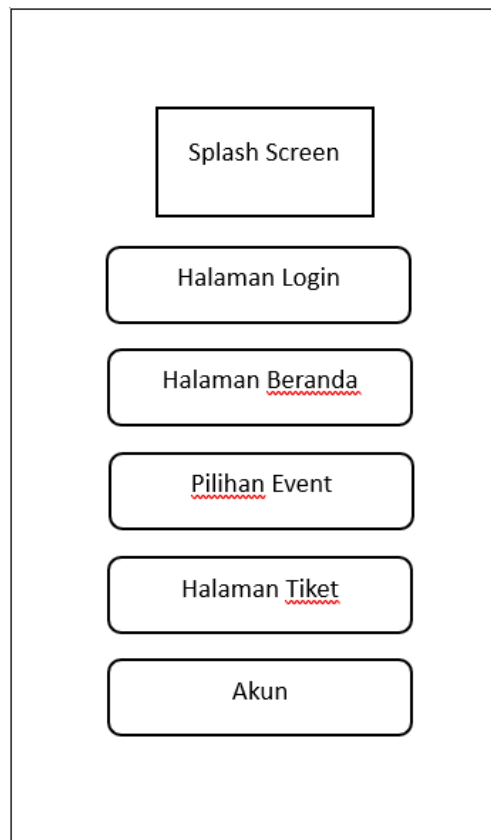 Splash Screen
Halaman Login
Halaman Beranda
Pilihan Event
Halaman Tiket
Akun